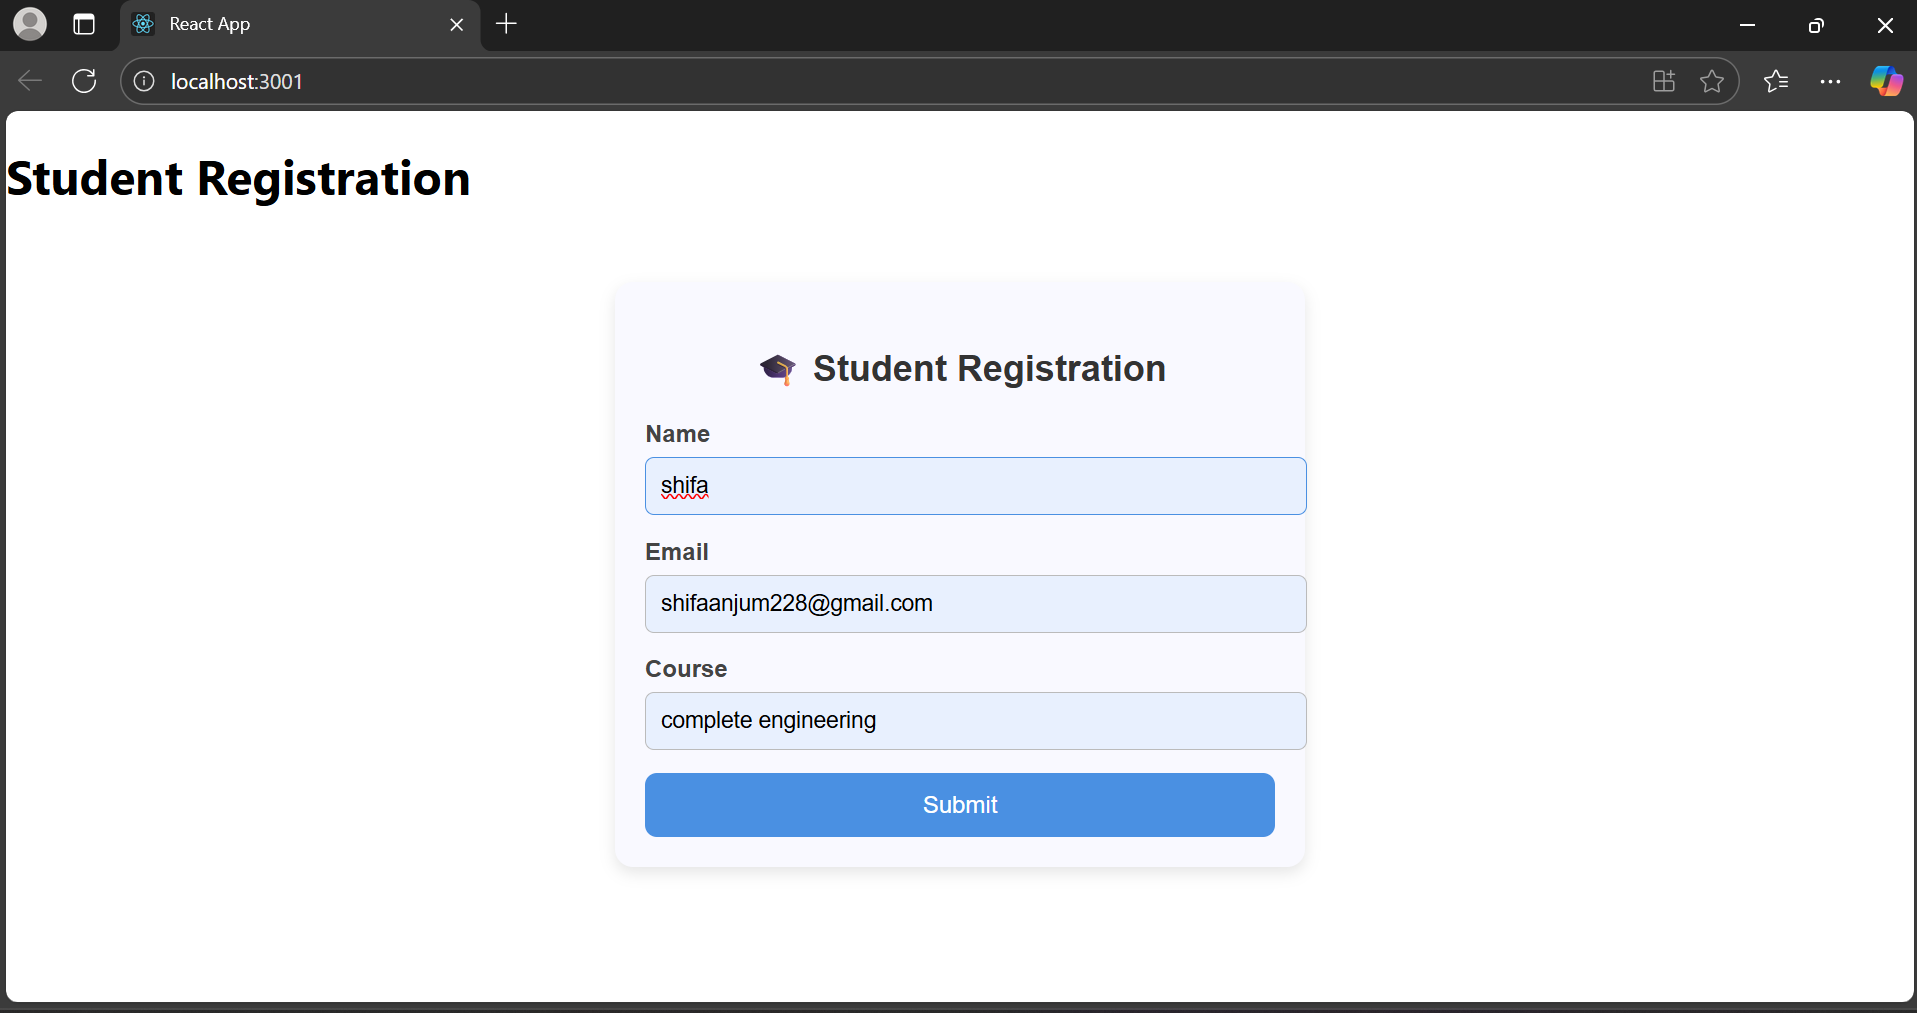 React App
localhost:3001
Student Registration
🎓 Student Registration
Name
shifa
Email
shifaanjum228@gmail.com
Course
complete engineering
Submit